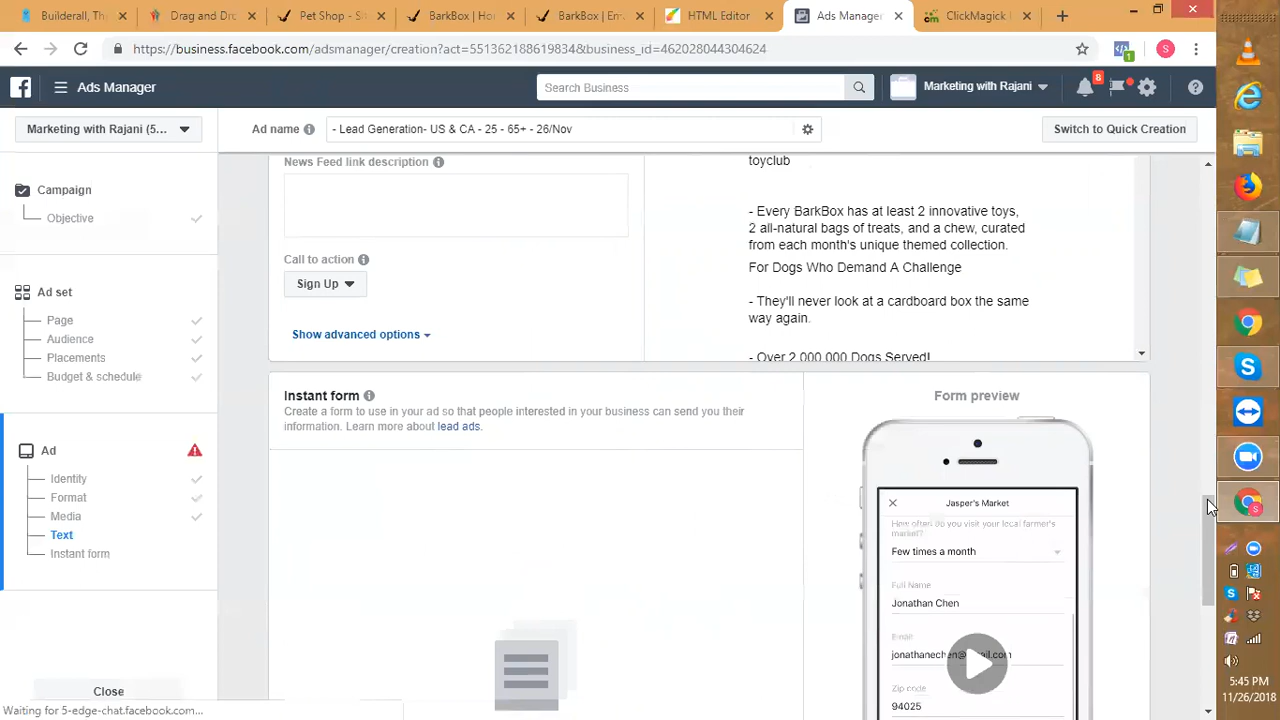 Builderall, Th
Drag and Dro
Pet Shop - S
BarkBox | Ho
BarkBox | Em
HTML Editor
Ads Manager
ClickMagick |
https://business.facebook.com/adsmanager/creation?act=551362188619834&business_id=462028044304624
1
S
Ads Manager
Search Business
Marketing with Rajani
8
Marketing with Rajani (5...
Ad name
- Lead Generation- US & CA - 25 - 65+ - 26/Nov
Switch to Quick Creation
Campaign
Objective
Ad set
Page
Audience
Placements
Budget & schedule
Ad
Identity
Format
Media
Text
Instant form
Close
Waiting for 5-edge-chat.facebook.com...
News Feed link description
Call to action
Sign Up
Show advanced options
toyclub
- Every BarkBox has at least 2 innovative toys,
2 all-natural bags of treats, and a chew, curated
from each month's unique themed collection.
For Dogs Who Demand A Challenge
- They'll never look at a cardboard box the same
way again.
- Over 2,000,000 Dogs Served!
Instant form
Create a form to use in your ad so that people interested in your business can send you their
information. Learn more about lead ads.
Form preview
Jasper's Market
How often do you visit your local farmer's
market?
Few times a month
Full Name
Jonathan Chen
Email
jonathanechen@gmail.com
Zip code
94025
5:45 PM
11/26/2018